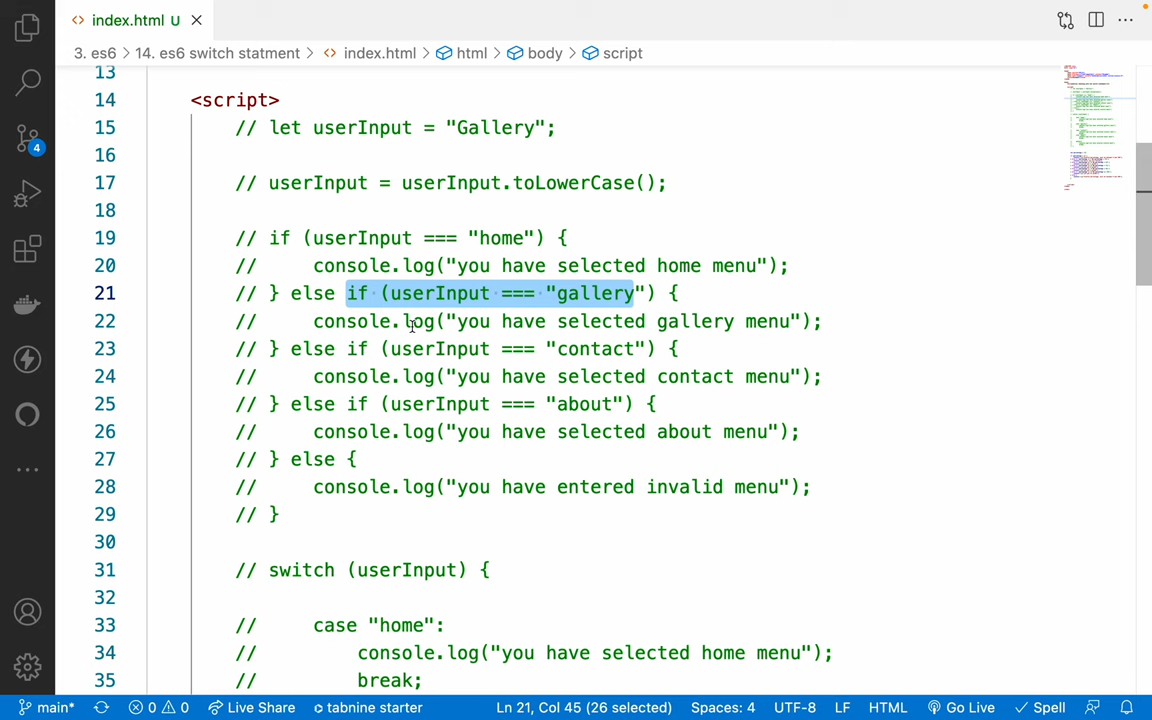 index.html U
3. es6 > 14. es6 switch statment > index.html > html > body > script
13
14 <script>
15 // let userInput = "Gallery";
16
17 // userInput = userInput.toLowerCase();
18
19 // if (userInput === "home") {
20 //     console.log("you have selected home menu");
21 // } else if (userInput === "gallery") {
22 //     console.log("you have selected gallery menu");
23 // } else if (userInput === "contact") {
24 //     console.log("you have selected contact menu");
25 // } else if (userInput === "about") {
26 //     console.log("you have selected about menu");
27 // } else {
28 //     console.log("you have entered invalid menu");
29 // }
30
31 // switch (userInput) {
32
33 //     case "home":
34 //         console.log("you have selected home menu");
35 //         break;
4
main* 0 0 Live Share tabnine starter Ln 21, Col 45 (26 selected) Spaces: 4 UTF-8 LF HTML Go Live Spell